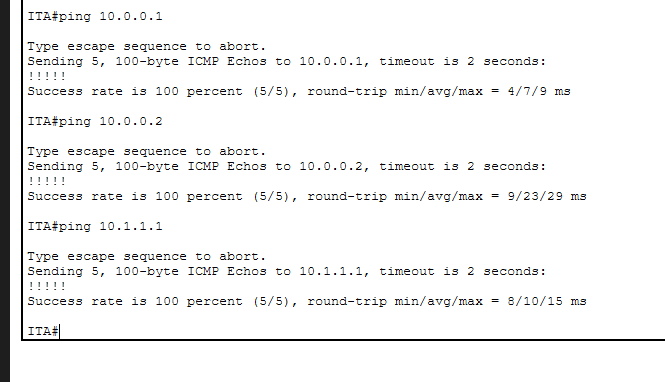 ITA#ping 10.0.0.1
Type escape sequence to abort.
Sending 5, 100-byte ICMP Echos to 10.0.0.1, timeout is 2 seconds:
!!!!!
Success rate is 100 percent (5/5), round-trip min/avg/max = 4/7/9 ms
ITA#ping 10.0.0.2
Type escape sequence to abort.
Sending 5, 100-byte ICMP Echos to 10.0.0.2, timeout is 2 seconds:
!!!!!
Success rate is 100 percent (5/5), round-trip min/avg/max = 9/23/29 ms
ITA#ping 10.1.1.1
Type escape sequence to abort.
Sending 5, 100-byte ICMP Echos to 10.1.1.1, timeout is 2 seconds:
!!!!!
Success rate is 100 percent (5/5), round-trip min/avg/max = 8/10/15 ms
ITA#